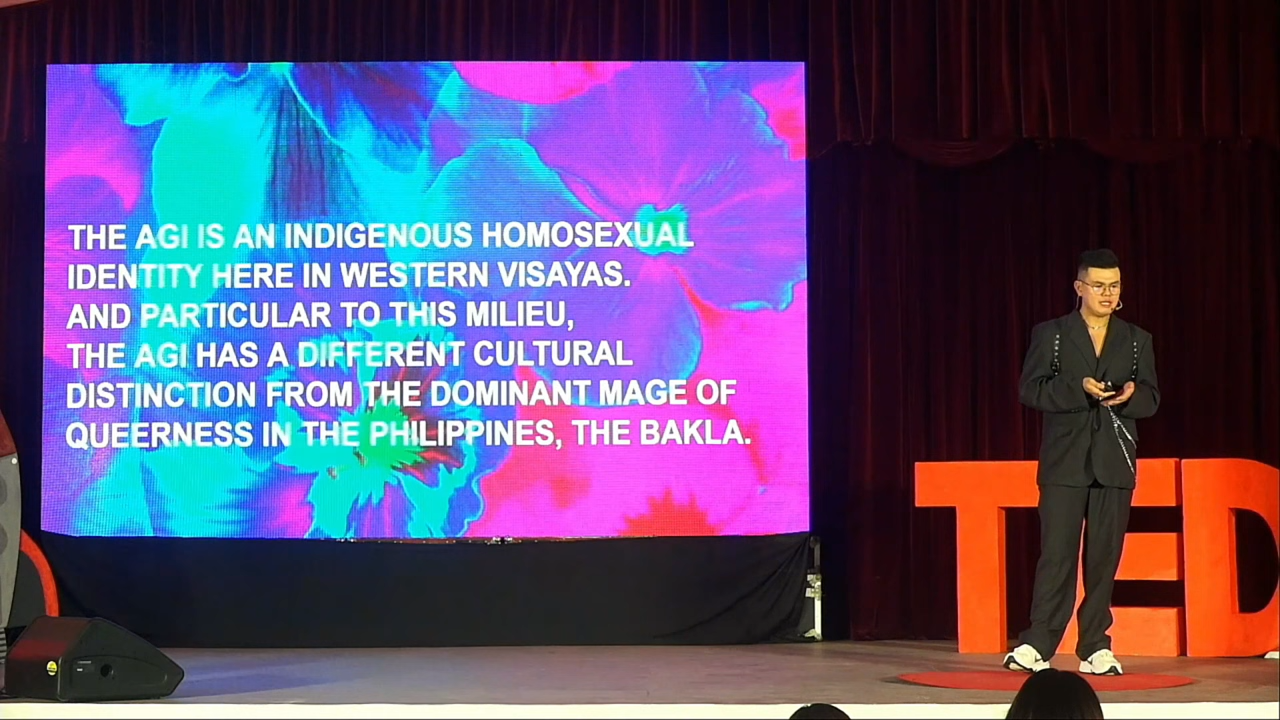 THE AGI IS AN INDIGENOUS HOMOSEXUAL
IDENTITY HERE IN WESTERN VISAYAS.
AND PARTICULAR TO THIS MILIEU,
THE AGI HAS A DIFFERENT CULTURAL
DISTINCTION FROM THE DOMINANT MAGE OF
QUEERNESS IN THE PHILIPPINES, THE BAKLA.
TED